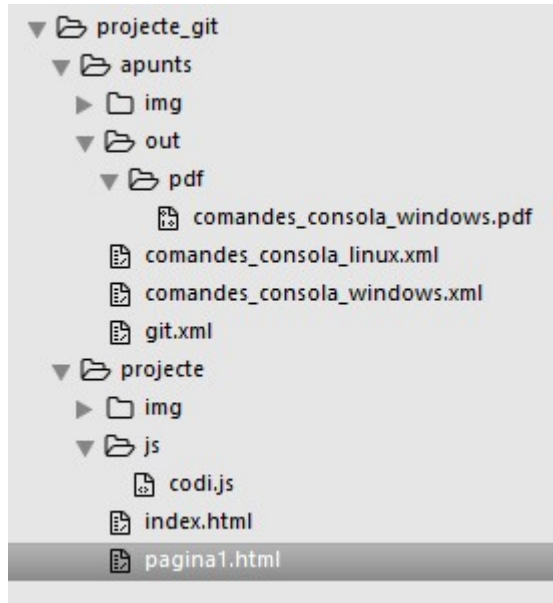 projecte_git
apunts
img
out
pdf
comandes_consola_windows.pdf
comandes_consola_linux.xml
comandes_consola_windows.xml
git.xml
projecte
img
js
codi.js
index.html
pagina1.html